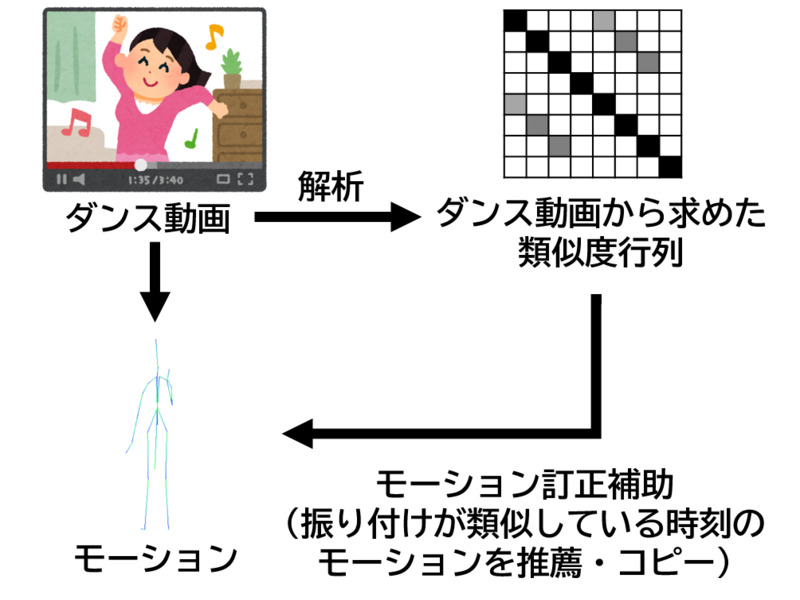 1:35/3:40
ダンス動画
解析
ダンス動画から求めた
類似度行列
モーション
モーション訂正補助
（振り付けが類似している時刻の
モーションを推薦・コピー）